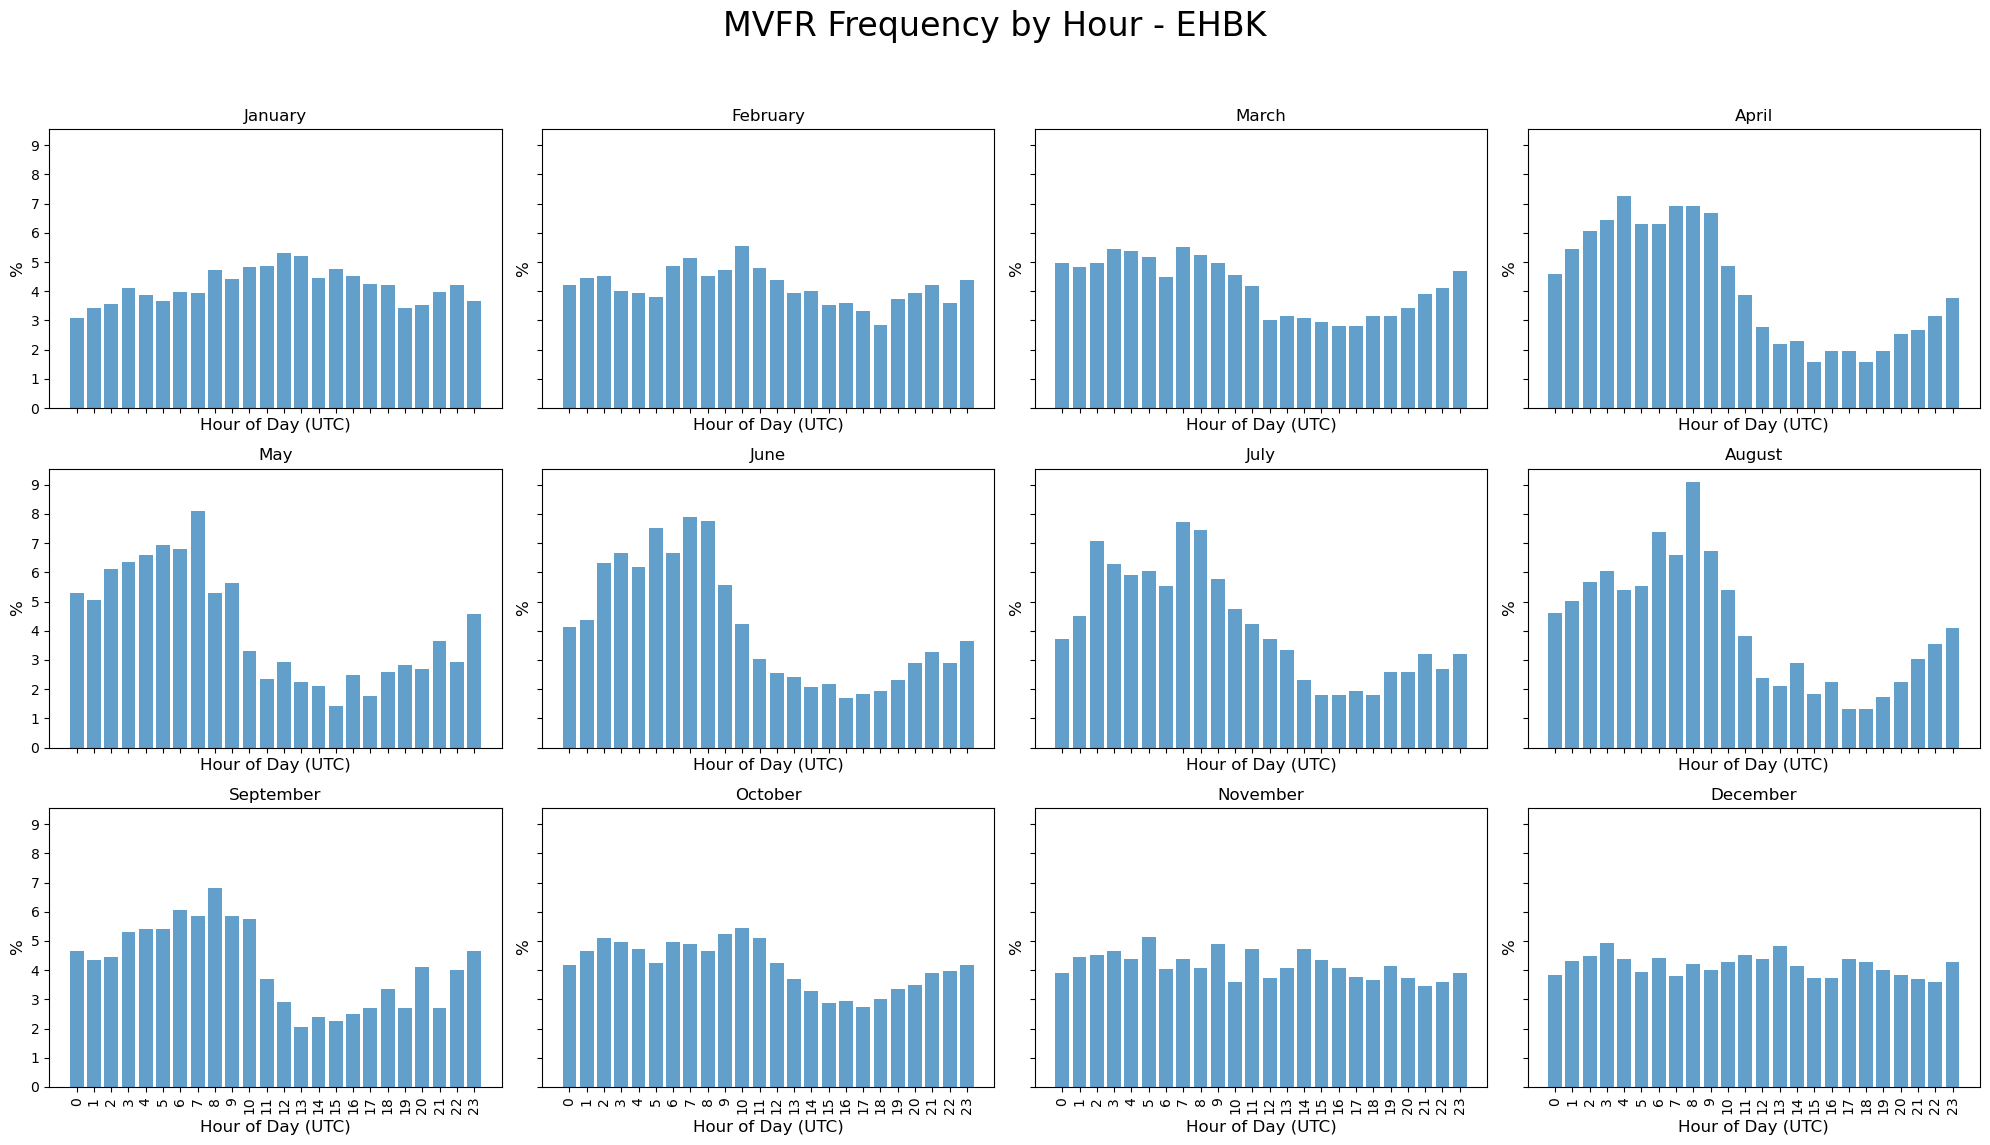 MVFR Frequency by Hour - EHBK
January
February
March
April
9
8
7
6
5
4
3
2
1
0
%
%
%
%
Hour of Day (UTC)
Hour of Day (UTC)
Hour of Day (UTC)
Hour of Day (UTC)
May
June
July
August
9
8
7
6
5
4
3
2
1
0
%
%
%
%
Hour of Day (UTC)
Hour of Day (UTC)
Hour of Day (UTC)
Hour of Day (UTC)
September
October
November
December
9
8
7
6
5
4
3
2
1
0
%
%
%
%
0 1 2 3 4 5 6 7 8 9 10 11 12 13 14 15 16 17 18 19 20 21 22 23
0 1 2 3 4 5 6 7 8 9 10 11 12 13 14 15 16 17 18 19 20 21 22 23
0 1 2 3 4 5 6 7 8 9 10 11 12 13 14 15 16 17 18 19 20 21 22 23
0 1 2 3 4 5 6 7 8 9 10 11 12 13 14 15 16 17 18 19 20 21 22 23
Hour of Day (UTC)
Hour of Day (UTC)
Hour of Day (UTC)
Hour of Day (UTC)